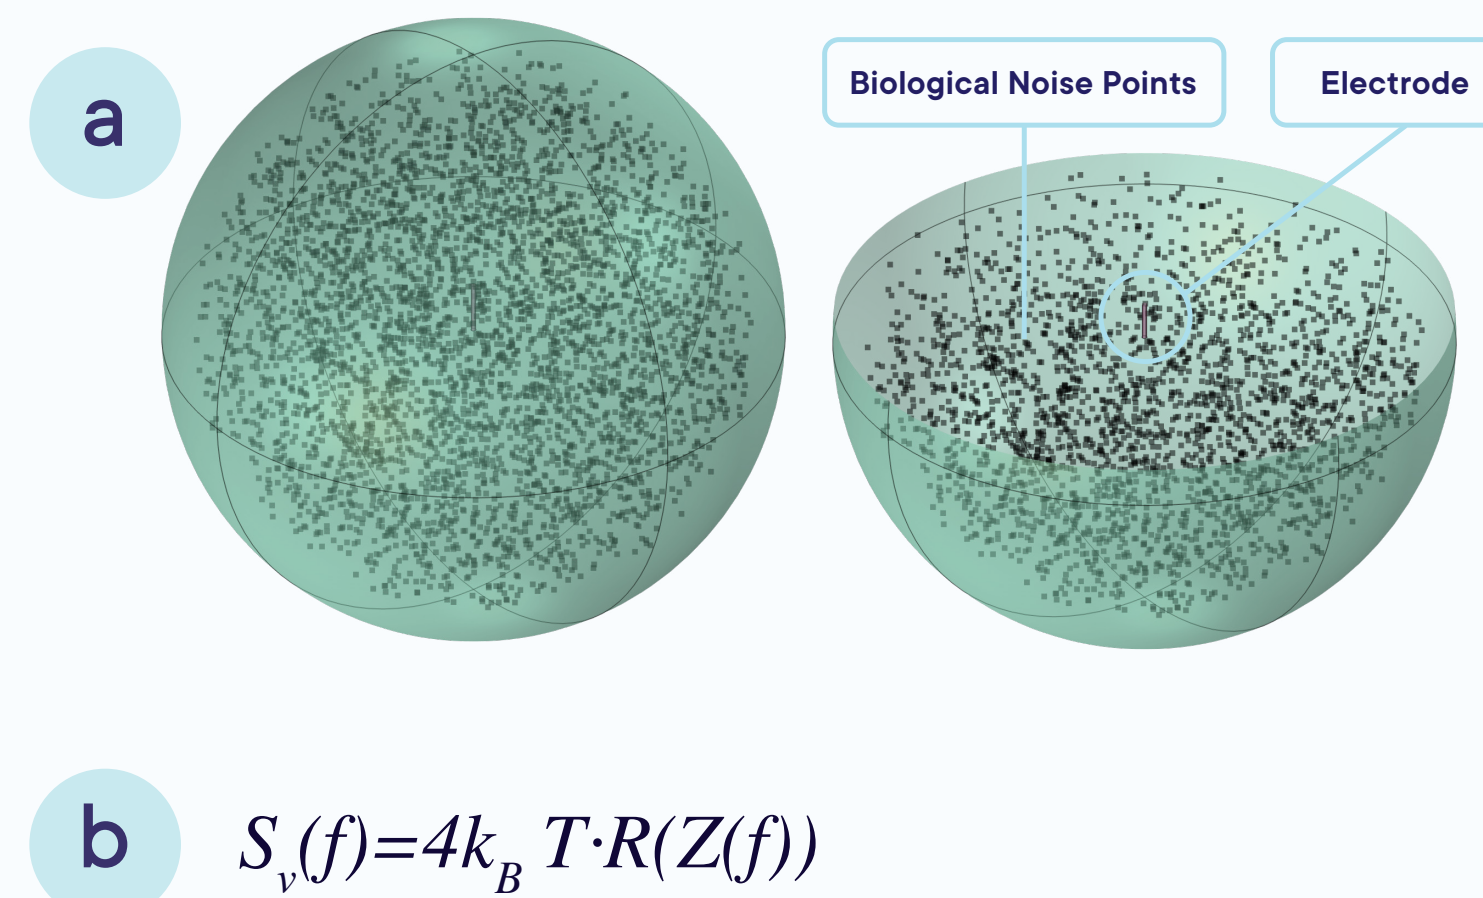 a
Biological Noise Points
Electrode
b
S_v(f)=4k_B T·R(Z(f))